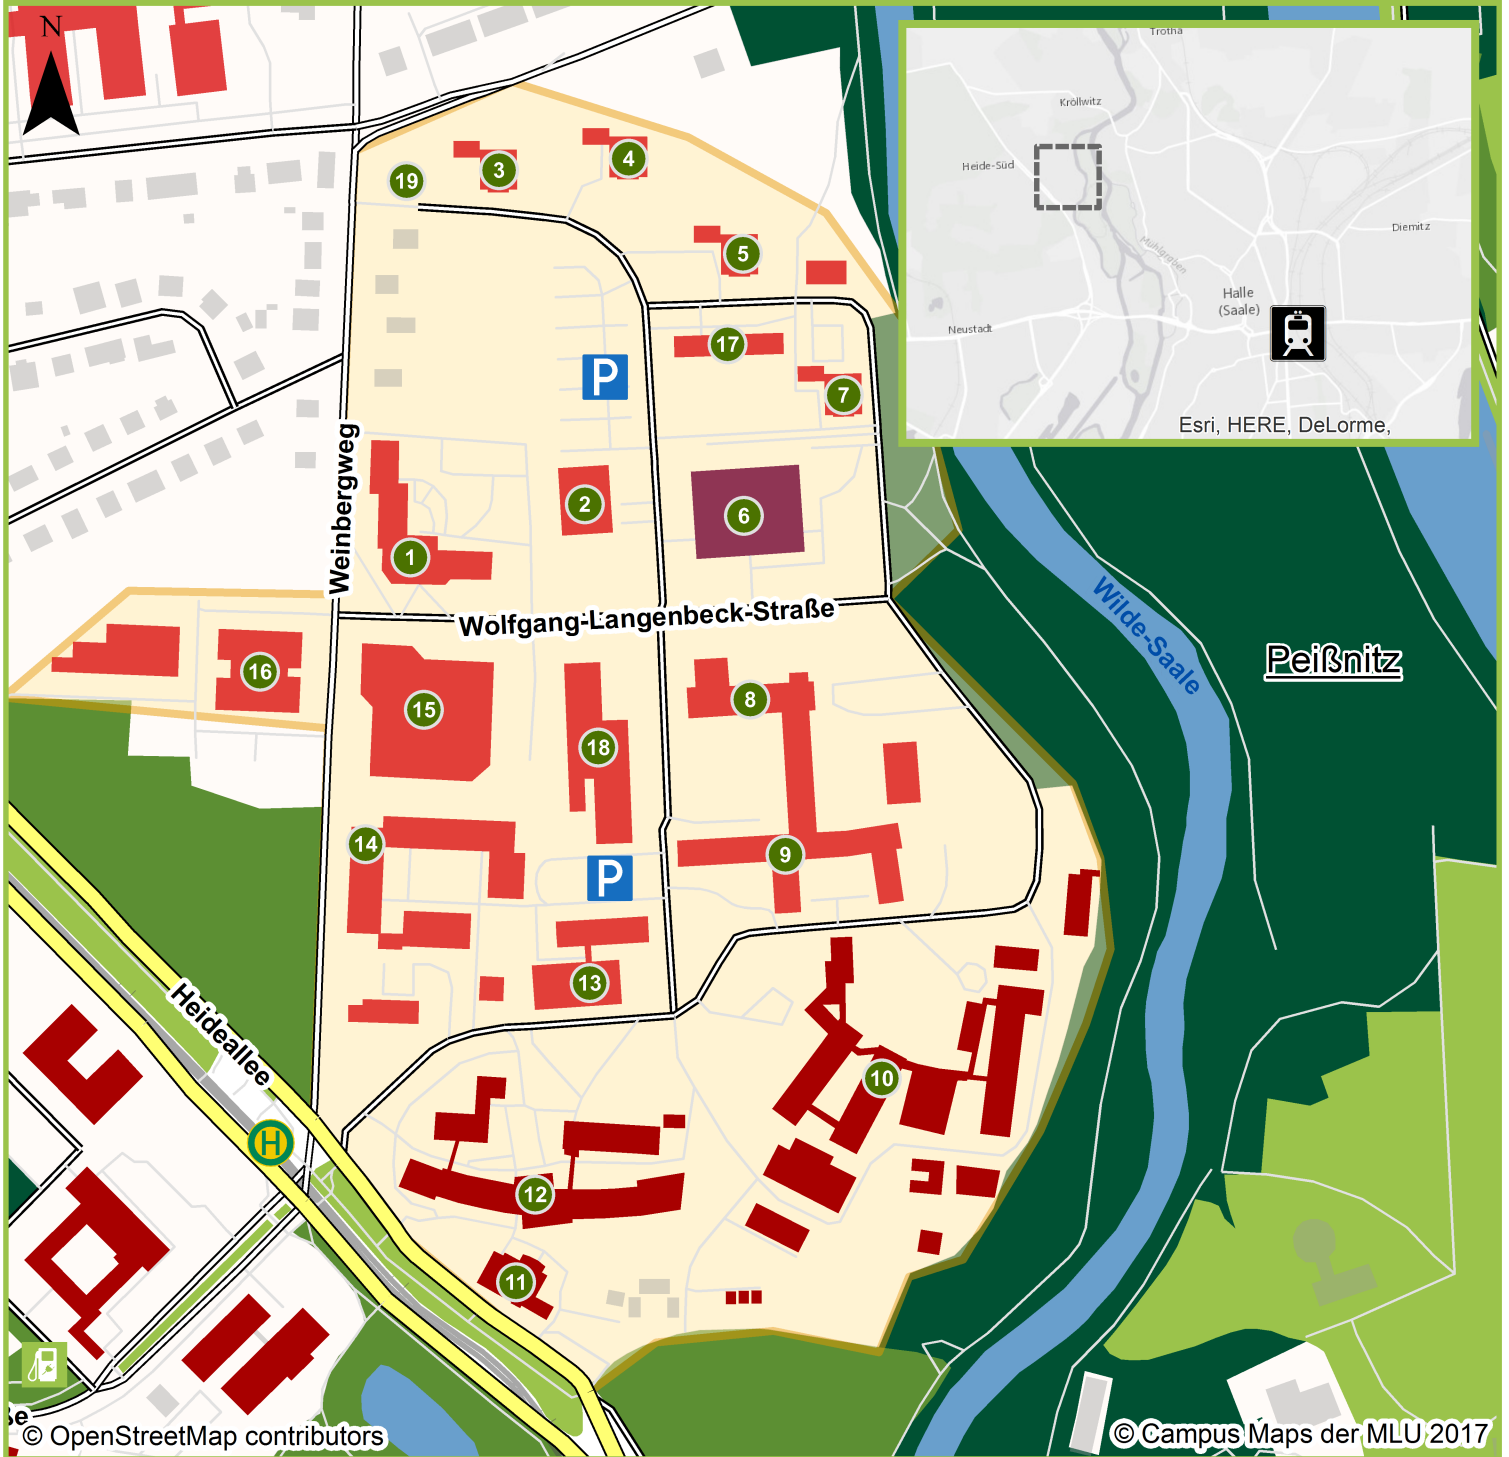 N
Trotha
Kröllwitz
Heide-Süd
Diemitz
Mühlgraben
Halle
(Saale)
Neustadt
Esri, HERE, DeLorme,
19
3
4
5
17
7
P
2
6
1
Weinbergweg
Wolfgang-Langenbeck-Straße
Wilde-Saale
Peißnitz
16
15
8
18
14
9
P
13
Heideallee
10
H
12
11
ße
© OpenStreetMap contributors
© Campus Maps der MLU 2017